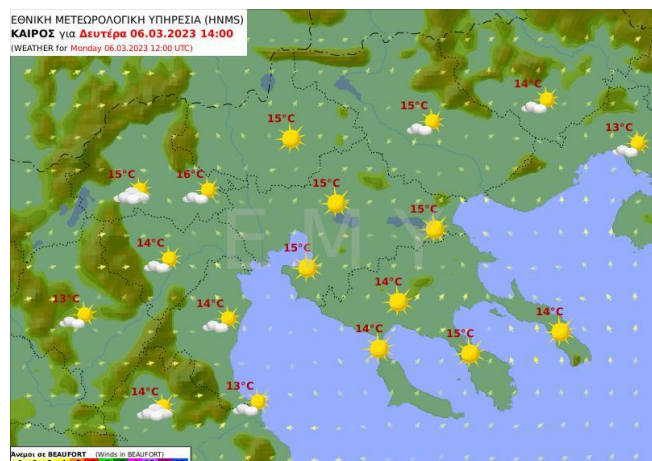 ΕΘΝΙΚΗ ΜΕΤΕΩΡΟΛΟΓΙΚΗ ΥΠΗΡΕΣΙΑ (HNMS)
ΚΑΙΡΟΣ για Δευτέρα 06.03.2023 14:00
(WEATHER for Monday 06.03.2023 12:00 UTC)
14°C
15°C
15°C
13°C
15°C
16°C
15°C
15°C
ΕΜΥ
14°C
15°C
14°C
13°C
14°C
14°C
14°C
15°C
13°C
14°C
Άνεμοι σε BEAUFORT (Winds in BEAUFORT)